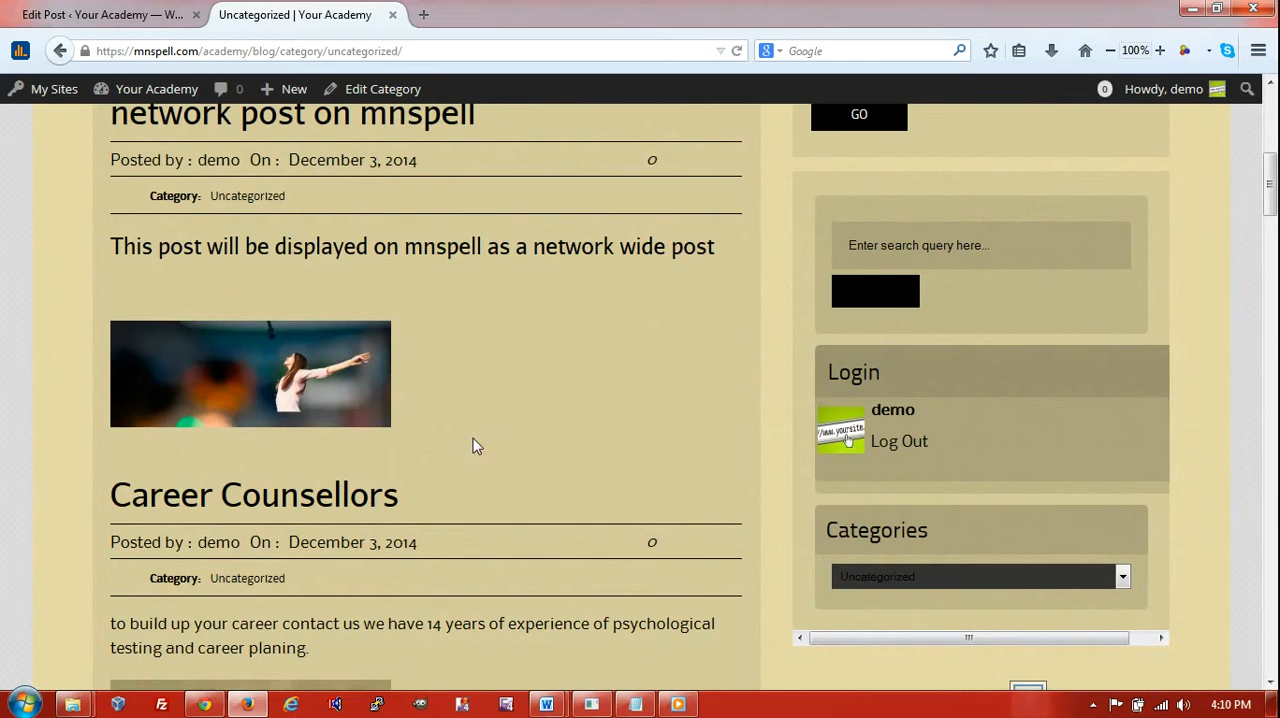 Edit Post ‹ Your Academy — W...
Uncategorized | Your Academy
https://mnspell.com/academy/blog/category/uncategorized/
Google
100%
My Sites
Your Academy
0
New
Edit Category
0
Howdy, demo
network post on mnspell
Posted by : demo On : December 3, 2014
0
Category: Uncategorized
This post will be displayed on mnspell as a network wide post
Career Counsellors
Posted by : demo On : December 3, 2014
0
Category: Uncategorized
to build up your career contact us we have 14 years of experience of psychological
testing and career planing.
GO
Enter search query here...
Login
demo
Log Out
Categories
Uncategorized
4:10 PM